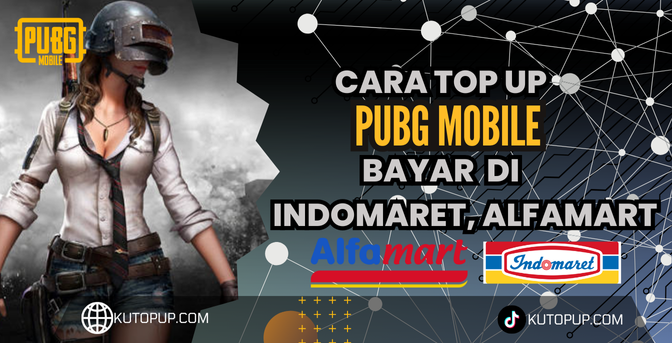 PUBG
MOBILE
CARA TOP UP
PUBG MOBILE
BAYAR DI
INDOMARET, ALFAMART
Alfamart
Indomaret
KUTOPUP.COM
KUTOPUP.COM